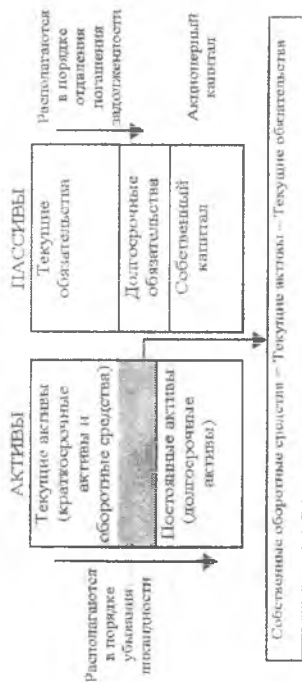 АКТИВЫ
ПАССИВЫ
Располагаются
в порядке
убывания
ликвидности
Текущие активы
(краткосрочные
активы и
оборотные средства)
Постоянные активы
(долгосрочные
активы)
Текущие
обязательства
Долгосрочные
обязательства
Собственный
капитал
Располагаются
в порядке
отдаления
погашения
задолженности
Акционерный
капитал
Собственные оборотные средства = Текущие активы – Текущие обязательства